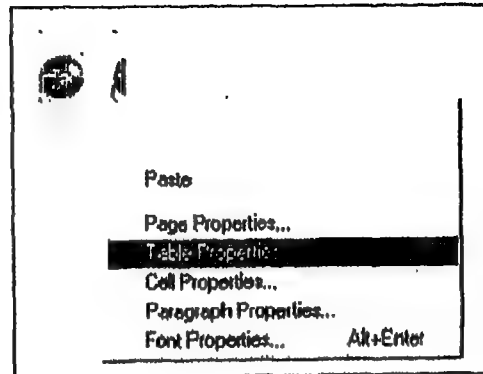 Paste
Page Properties...
Table Properties
Cell Properties...
Paragraph Properties...
Font Properties... Alt+Enter